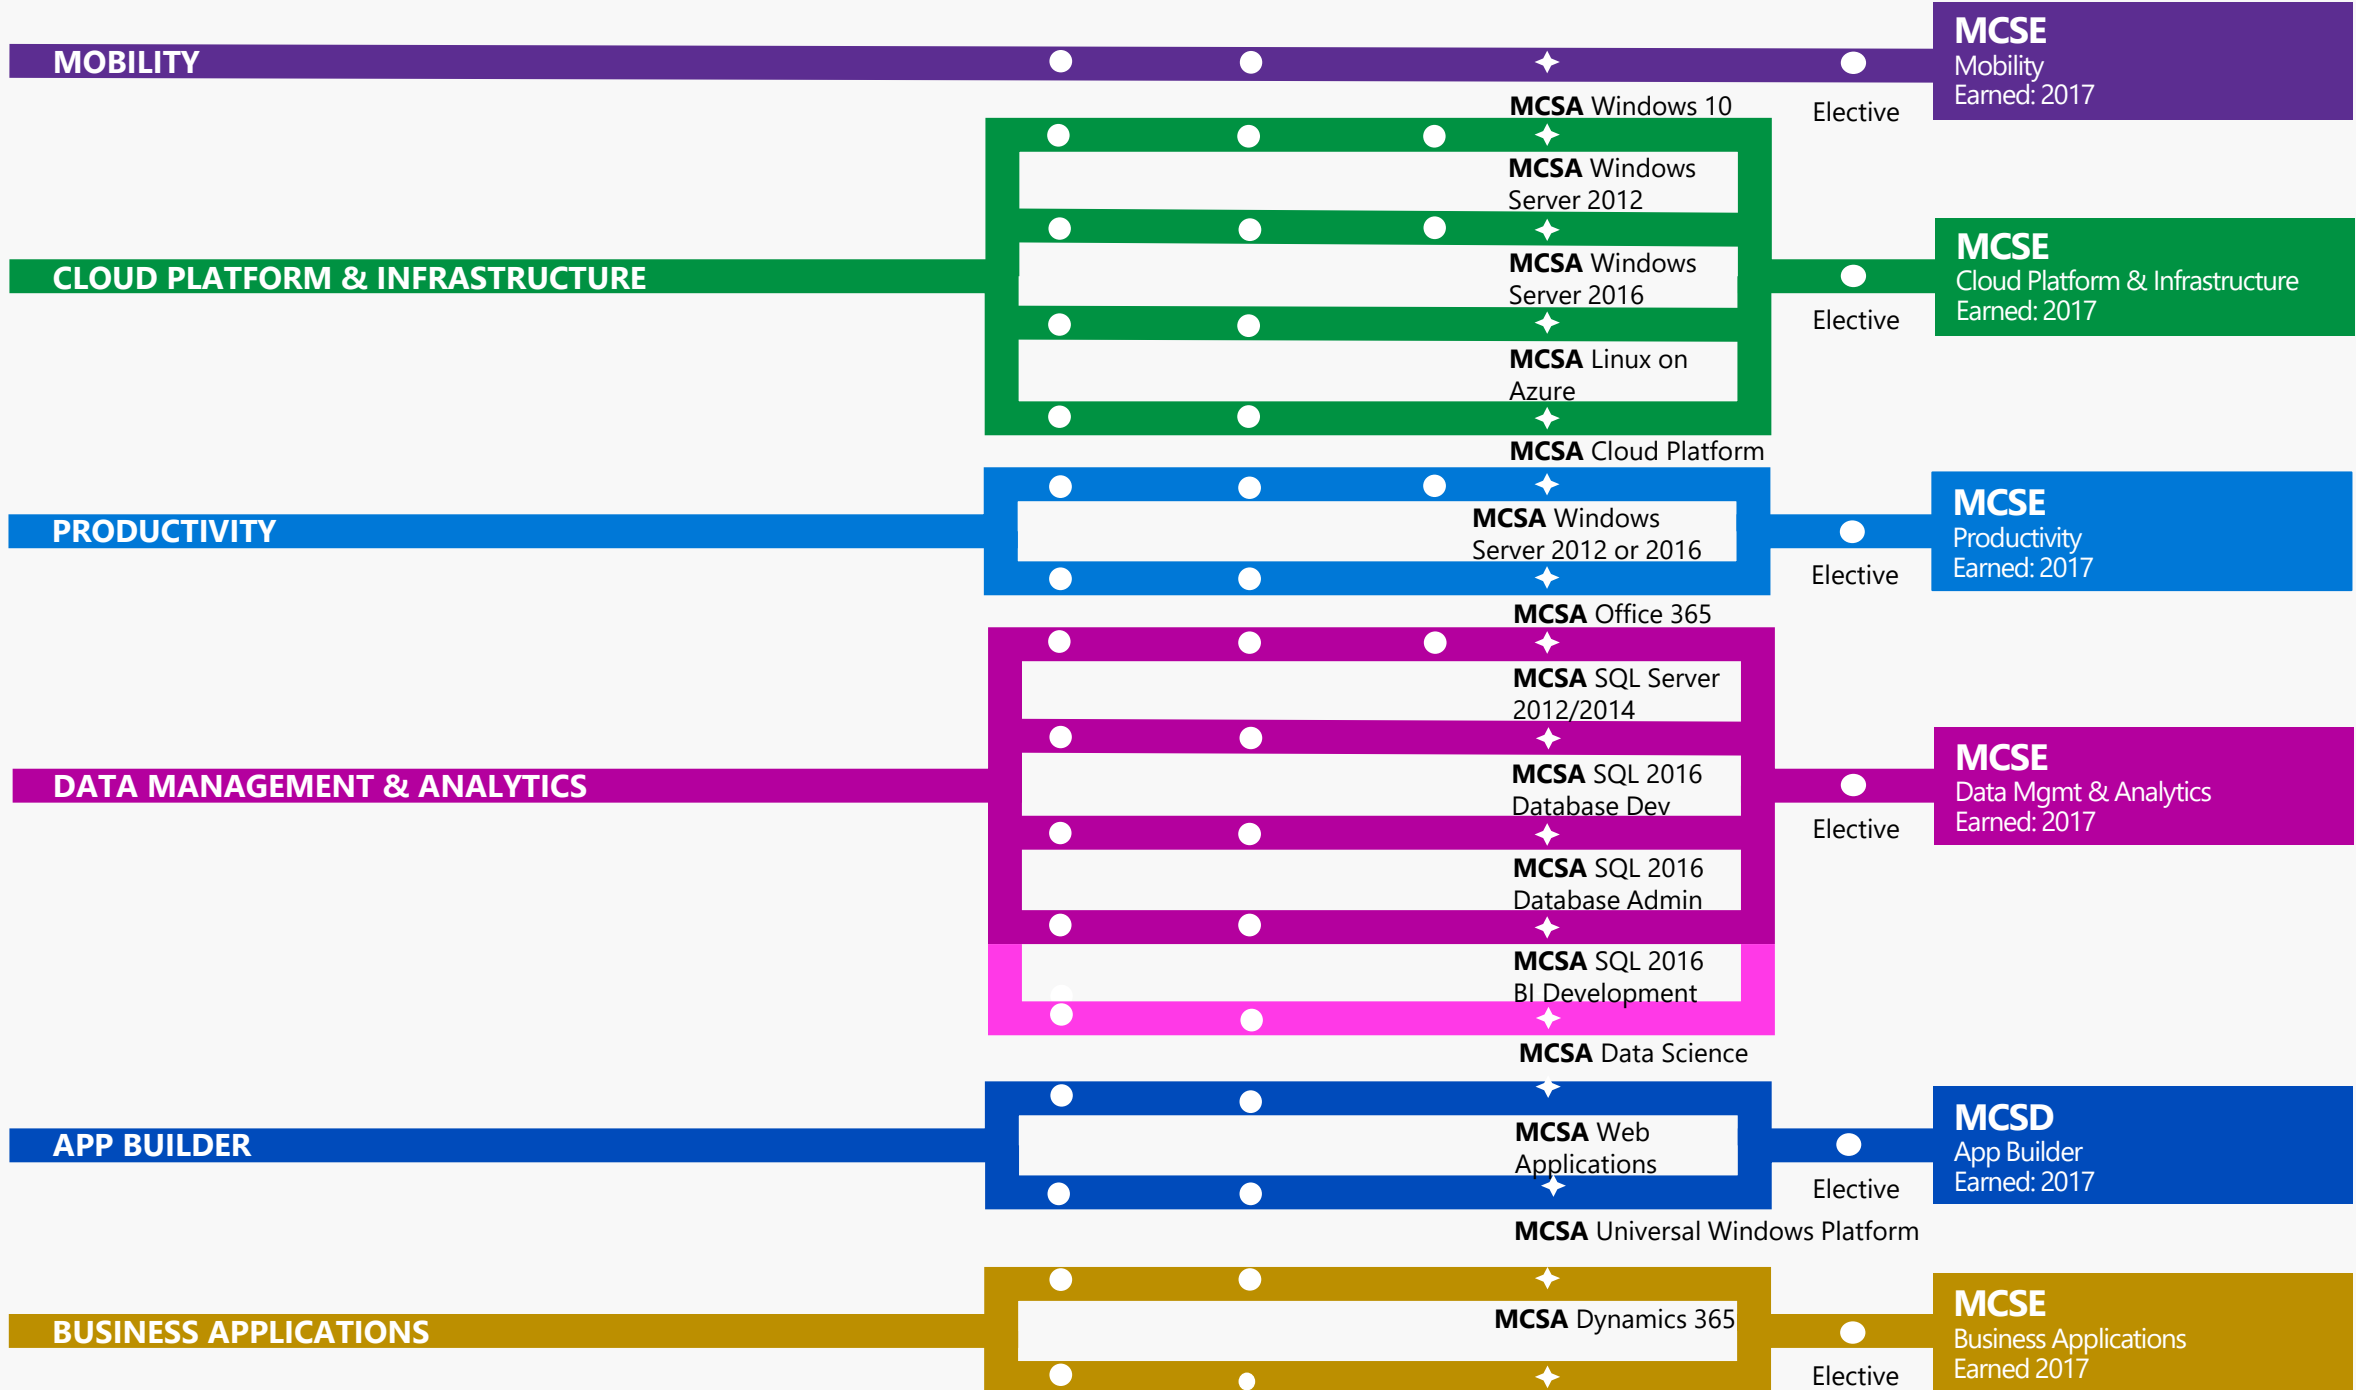 MOBILITY
MCSA Windows 10
Elective
MCSE
Mobility
Earned: 2017
CLOUD PLATFORM & INFRASTRUCTURE
MCSA Windows
Server 2012
MCSA Windows
Server 2016
MCSA Linux on
Azure
MCSA Cloud Platform
Elective
MCSE
Cloud Platform & Infrastructure
Earned: 2017
PRODUCTIVITY
MCSA Windows
Server 2012 or 2016
MCSA Office 365
Elective
MCSE
Productivity
Earned: 2017
DATA MANAGEMENT & ANALYTICS
MCSA SQL Server
2012/2014
MCSA SQL 2016
Database Dev
MCSA SQL 2016
Database Admin
MCSA SQL 2016
BI Development
MCSA Data Science
Elective
MCSE
Data Mgmt & Analytics
Earned: 2017
APP BUILDER
MCSA Web
Applications
MCSA Universal Windows Platform
Elective
MCSD
App Builder
Earned: 2017
BUSINESS APPLICATIONS
MCSA Dynamics 365
Elective
MCSE
Business Applications
Earned 2017